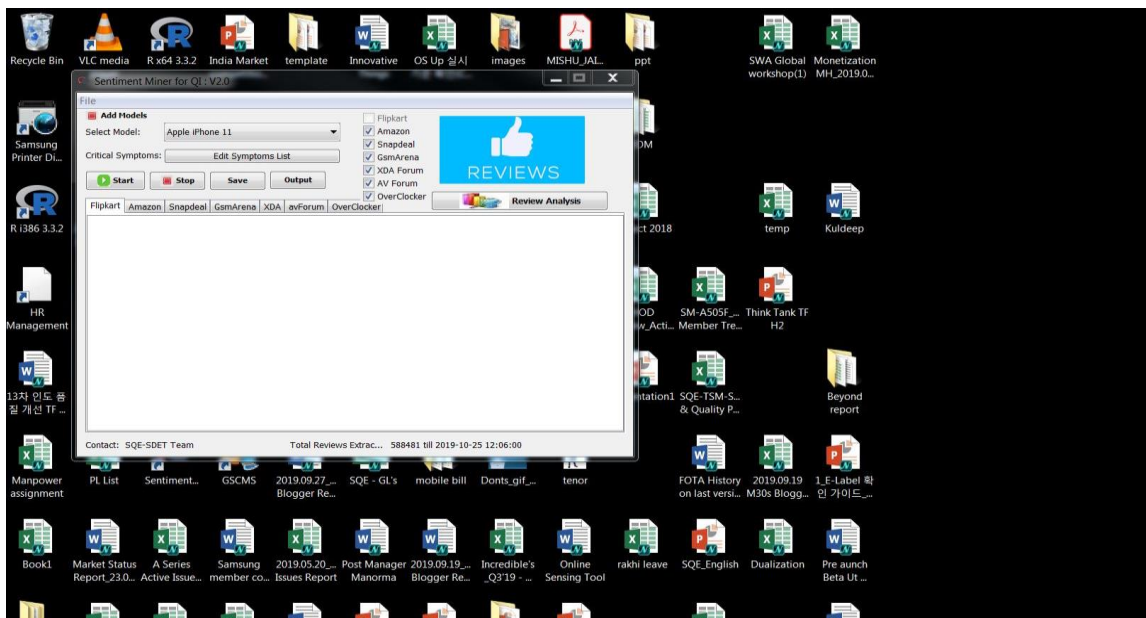 Recycle Bin
VLC media
R x64 3.3.2
India Market
template
Innovative
OS Up 실시
images
MISHU_JAI...
ppt
SWA Global
workshop(1)
Monetization
MH_2019.0...
Sentiment Miner for QI : V2.0
File
Add Models
Select Model:
Apple iPhone 11
Critical Symptoms:
Edit Symptoms List
Start
Stop
Save
Output
Flipkart
Amazon
Snapdeal
GsmArena
XDA Forum
AV Forum
OverClocker
REVIEWS
Review Analysis
Flipkart
Amazon
Snapdeal
GsmArena
XDA
avForum
OverClocker
Contact: SQE-SDET Team
Total Reviews Extrac... 588481 till 2019-10-25 12:06:00
Samsung
Printer Di...
R i386 3.3.2
ct 2018
temp
Kuldeep
HR
Management
OD
w_Acti...
SM-A505F_...
Member Tre...
Think Tank TF
H2
13차 인도 품
질 개선 TF ...
ntation1
SQE-TSM-S...
& Quality P...
Beyond
report
Manpower
assignment
PL List
Sentiment...
GSCMS
2019.09.27_...
Blogger Re...
SQE - GL's
mobile bill
Donts_gif_...
tenor
FOTA History
on last versi...
2019.09.19
M30s Blogg...
1_E-Label 확
인 가이드_...
Book1
Market Status
Report_23.0...
A Series
Active Issue...
Samsung
member co...
2019.05.20_...
Issues Report
Post Manager
Manorma
2019.09.19_...
Blogger Re...
Incredible's
_Q3'19 - ...
Online
Sensing Tool
rakhi leave
SQE_English
Dualization
Pre aunch
Beta Ut ...